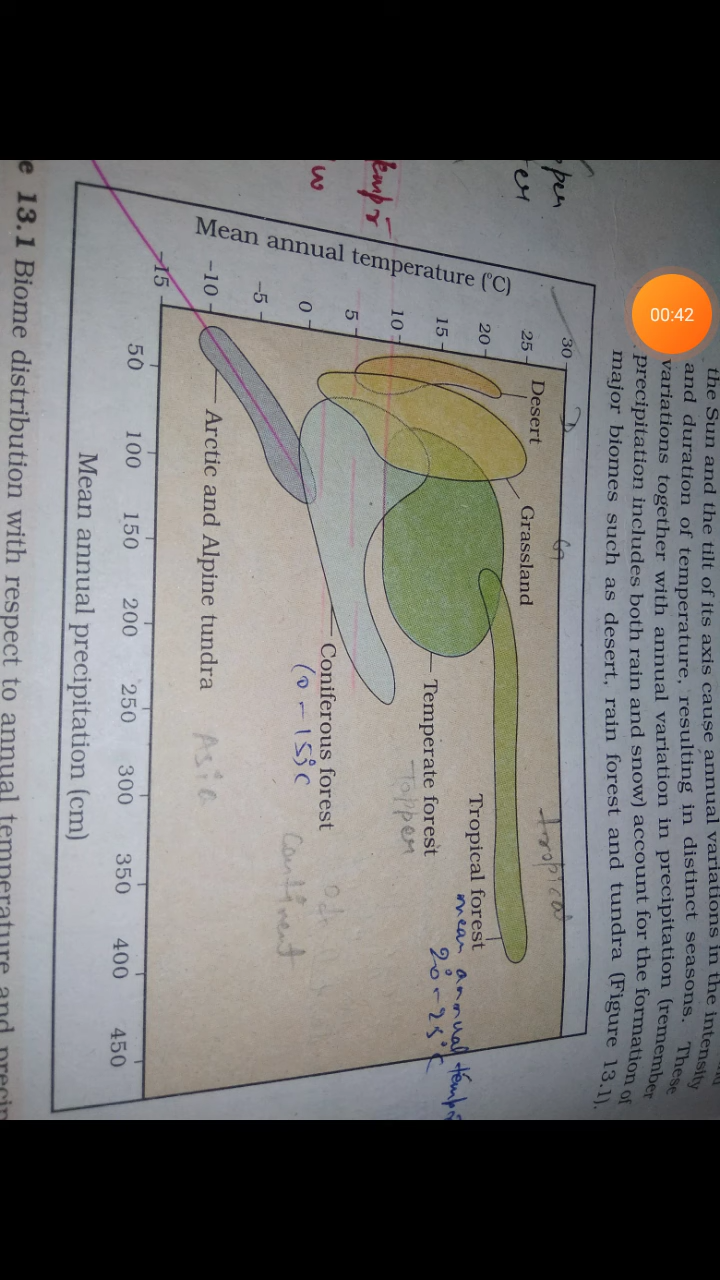 00:42
the Sun and the tilt of its axis cause annual variations in the intensity
and duration of temperature, resulting in distinct seasons. These
variations together with annual variation in precipitation (remember
precipitation includes both rain and snow) account for the formation of
major biomes such as desert, rain forest and tundra (Figure 13.1).
Mean annual temperature (°C)
30
25
20
15
10
5
0
–5
–10
–15
Desert
Grassland
Tropical forest
Temperate forest
Coniferous forest
Arctic and Alpine tundra
tropical
mean annual temp
20-25°C
Topper
(0-15)°C
Asia
50
100
150
200
250
300
350
400
450
Mean annual precipitation (cm)
e 13.1 Biome distribution with respect to annual temperature and precip